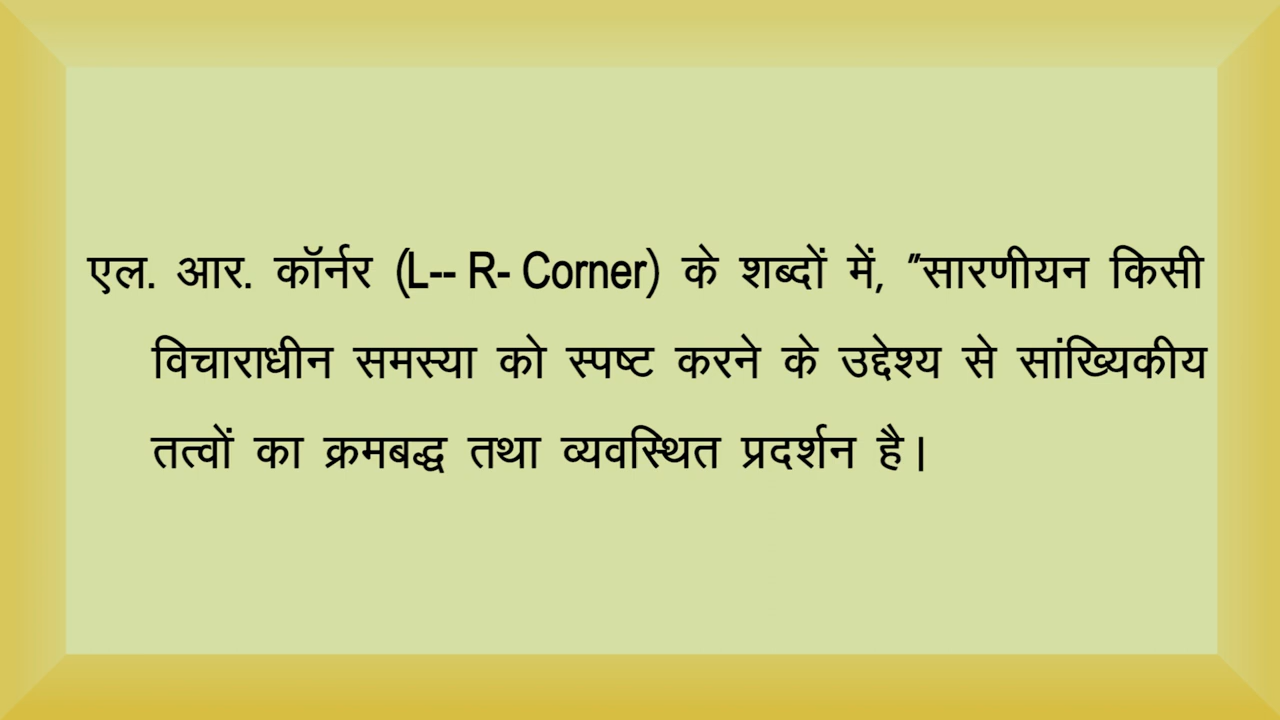 एल. आर. कॉर्नर (L-- R- Corner) के शब्दों में, "सारणीयन किसी
विचाराधीन समस्या को स्पष्ट करने के उद्देश्य से सांख्यिकीय
तत्वों का क्रमबद्ध तथा व्यवस्थित प्रदर्शन है।